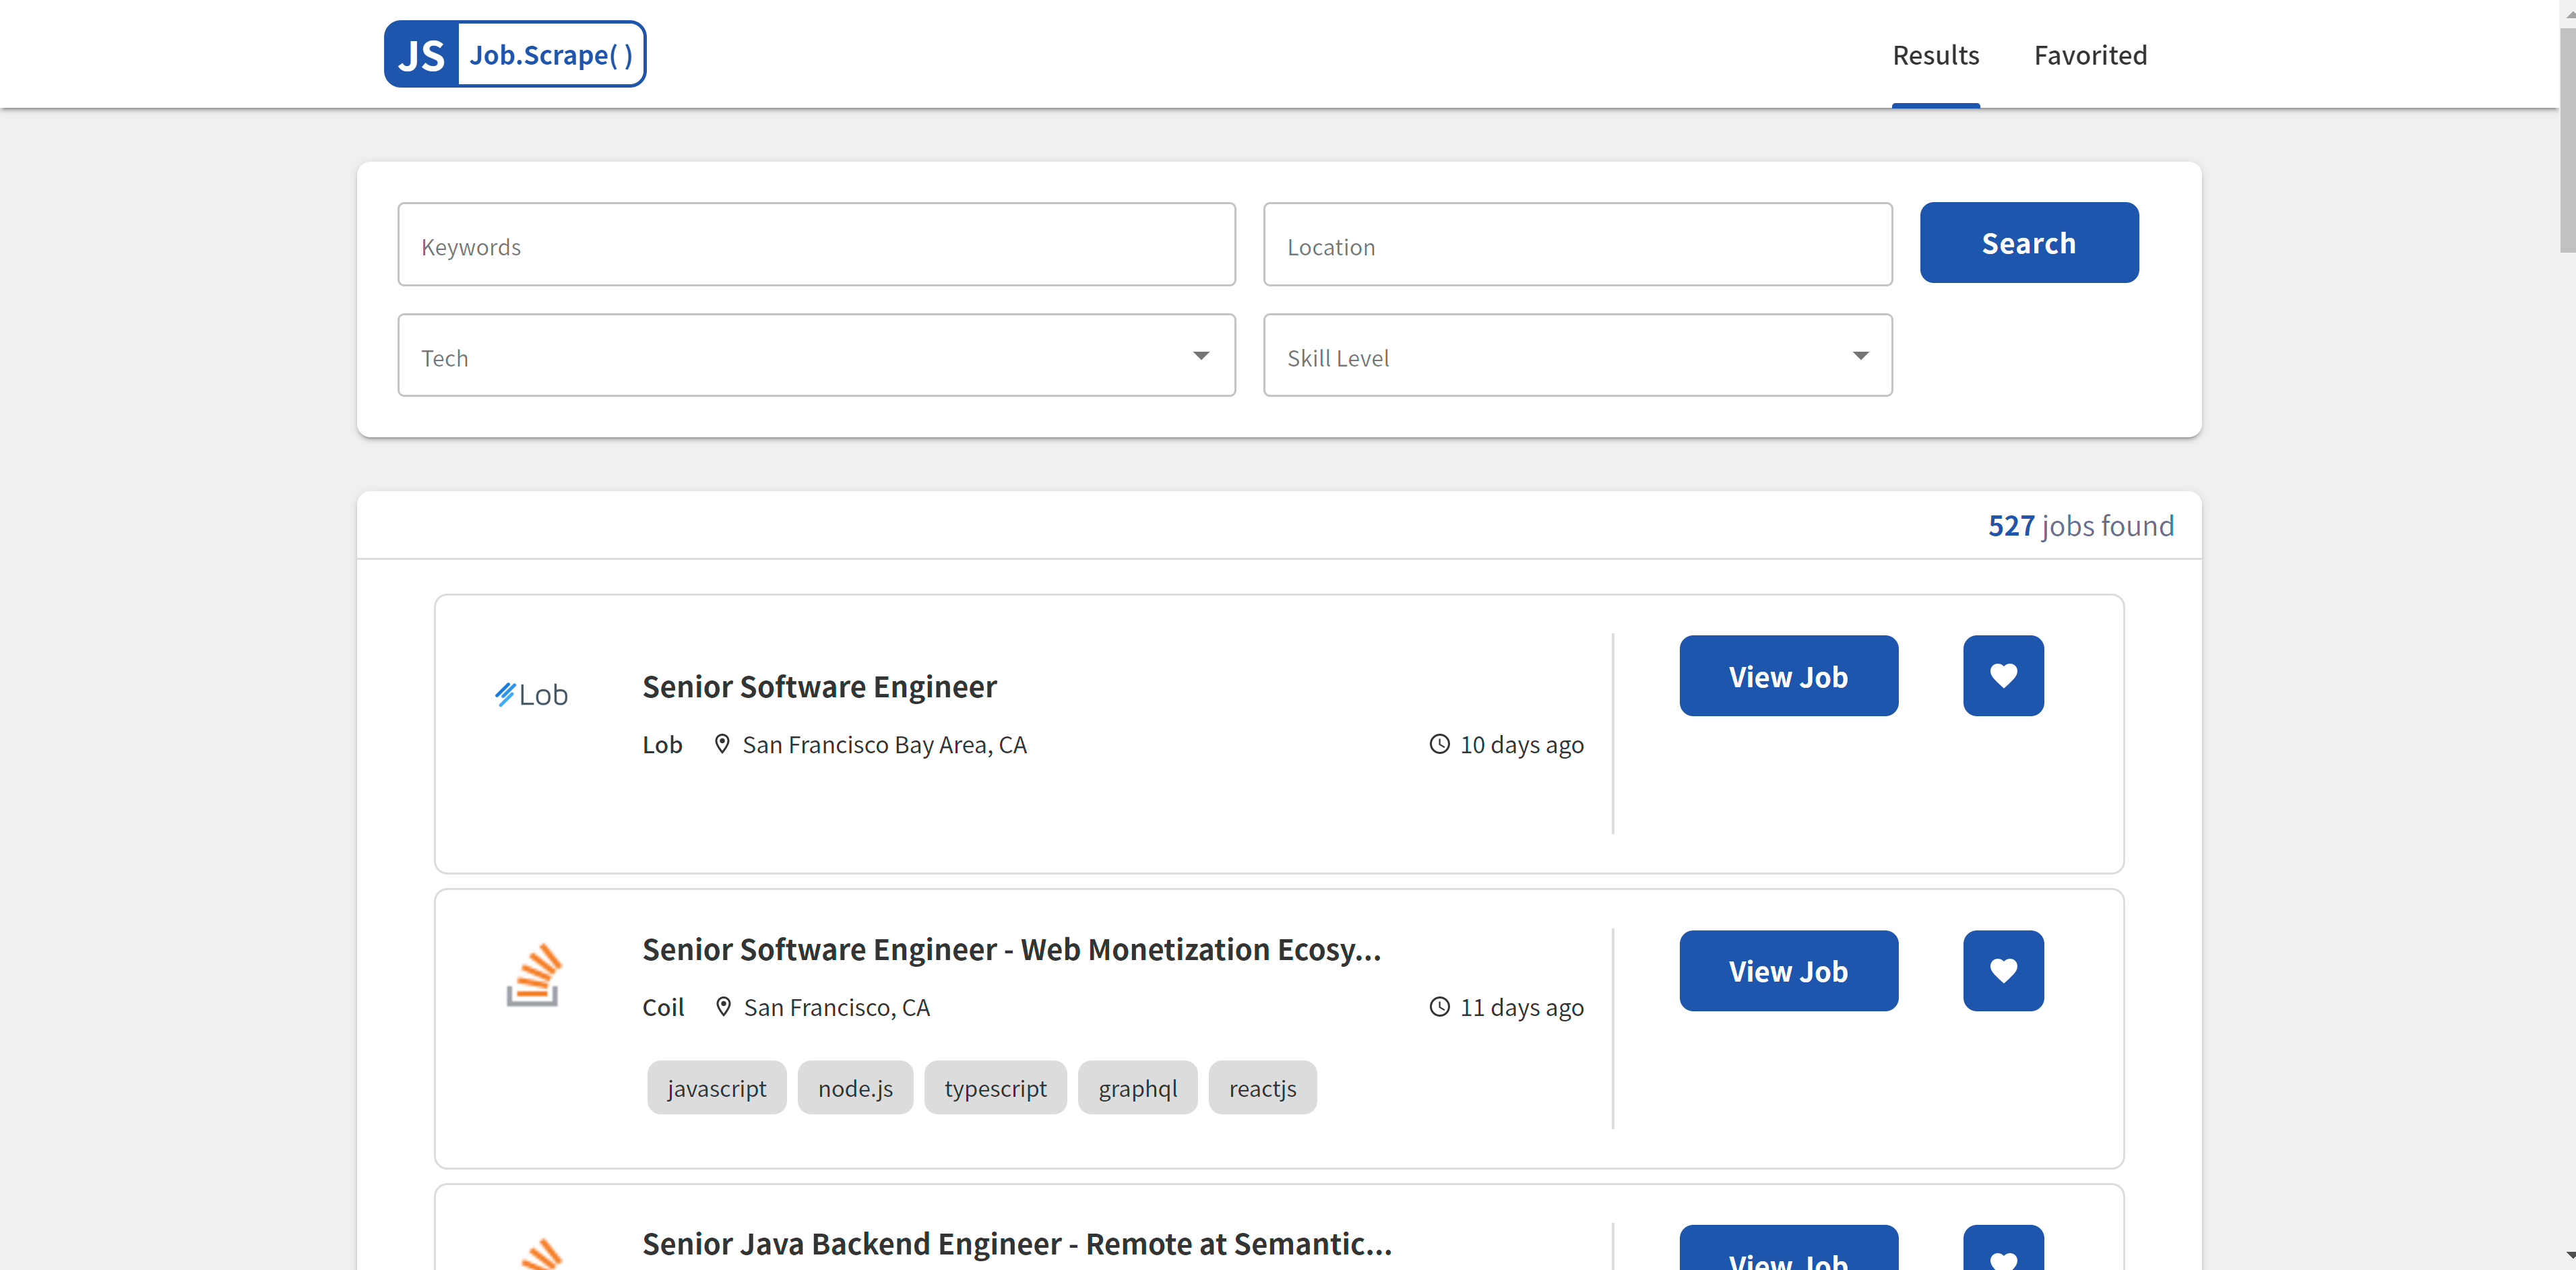 JS Job.Scrape( )
Results Favorited
Keywords
Location
Search
Tech
Skill Level
527 jobs found
Lob
Senior Software Engineer
Lob San Francisco Bay Area, CA
10 days ago
View Job
Senior Software Engineer - Web Monetization Ecosy...
Coil San Francisco, CA
11 days ago
javascript node.js typescript graphql reactjs
View Job
Senior Java Backend Engineer - Remote at Semantic...
View Job